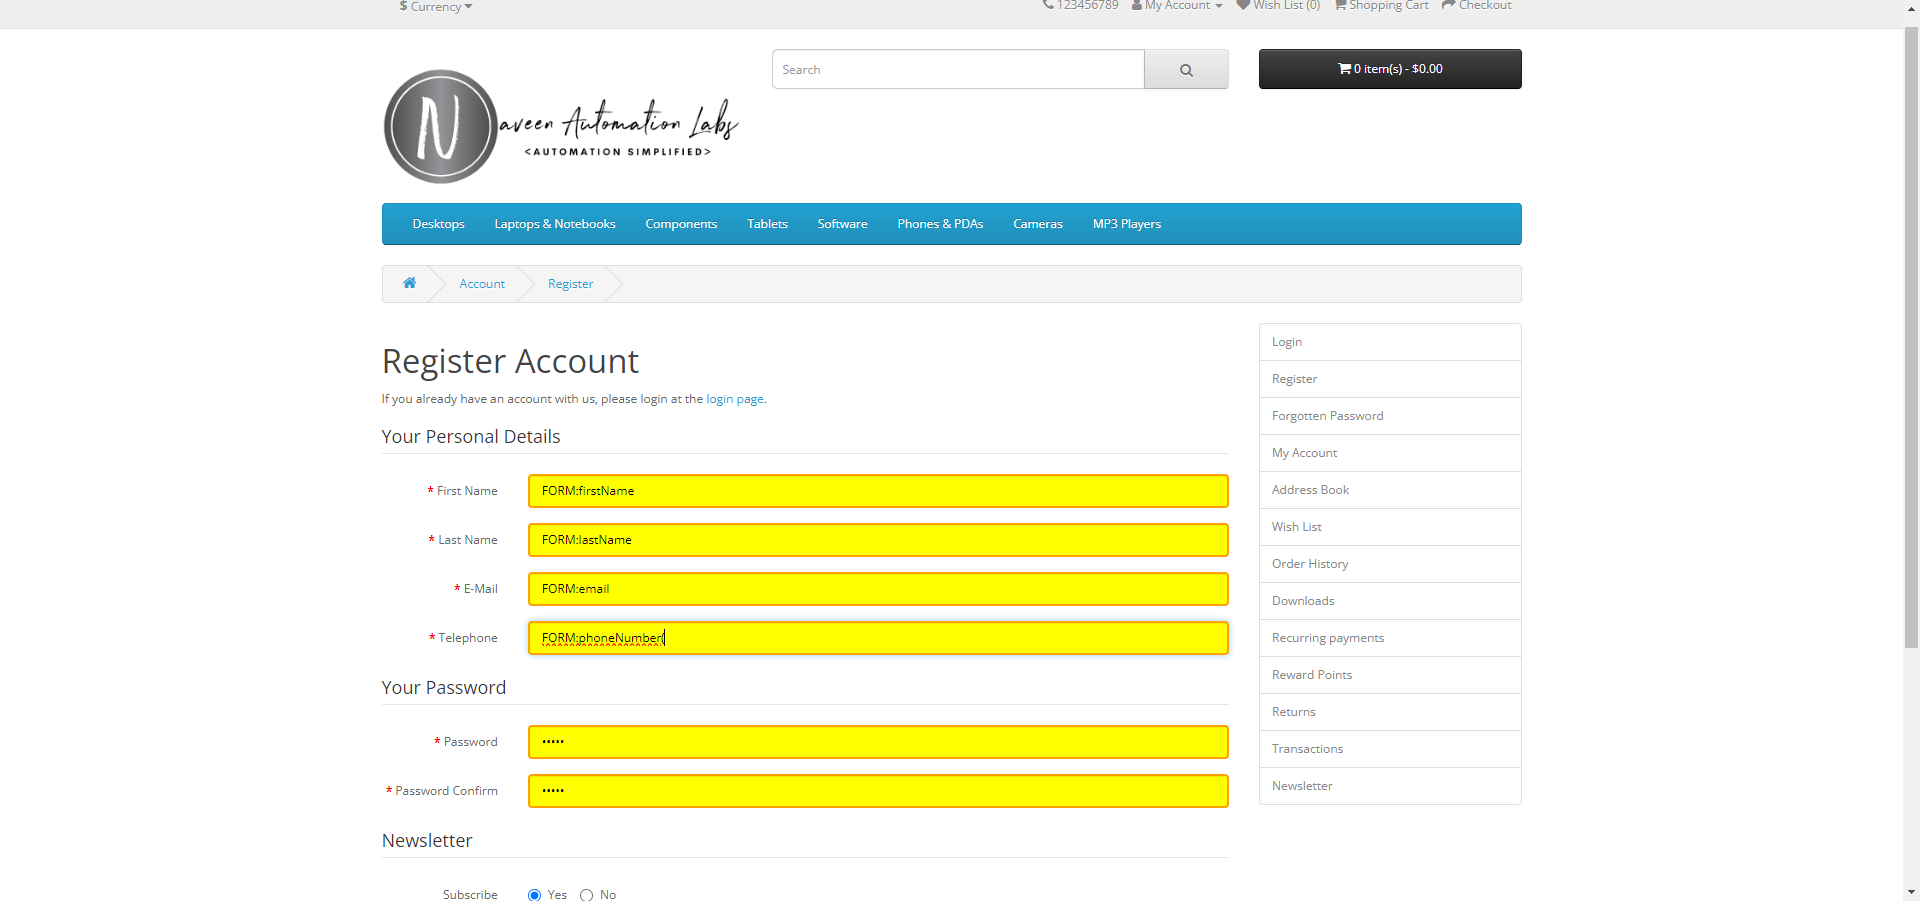 $ Currency
123456789 My Account Wish List (0) Shopping Cart Checkout
Search
0 item(s) - $0.00
N aveen Automation Labs
<AUTOMATION SIMPLIFIED>
Desktops Laptops & Notebooks Components Tablets Software Phones & PDAs Cameras MP3 Players
Account Register
Register Account
If you already have an account with us, please login at the login page.
Your Personal Details
* First Name FORM:firstName
* Last Name FORM:lastName
* E-Mail FORM:email
* Telephone FORM:phoneNumber(
Your Password
* Password •••••
* Password Confirm •••••
Newsletter
Subscribe Yes No
Login
Register
Forgotten Password
My Account
Address Book
Wish List
Order History
Downloads
Recurring payments
Reward Points
Returns
Transactions
Newsletter